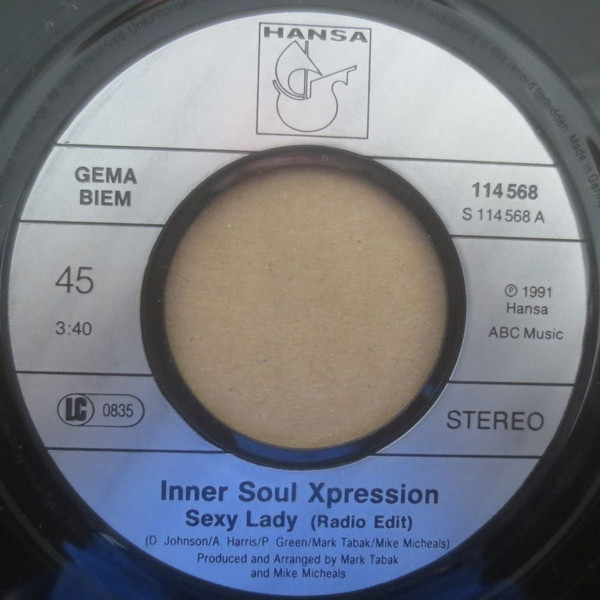 HANSA
GEMA
BIEM
114 568
S 114 568 A
45
3:40
℗ 1991
Hansa
ABC Music
LC 0835
STEREO
Inner Soul Xpression
Sexy Lady (Radio Edit)
(D. Johnson/A. Harris/P. Green/Mark Tabak/Mike Micheals)
Produced and Arranged by Mark Tabak
and Mike Micheals